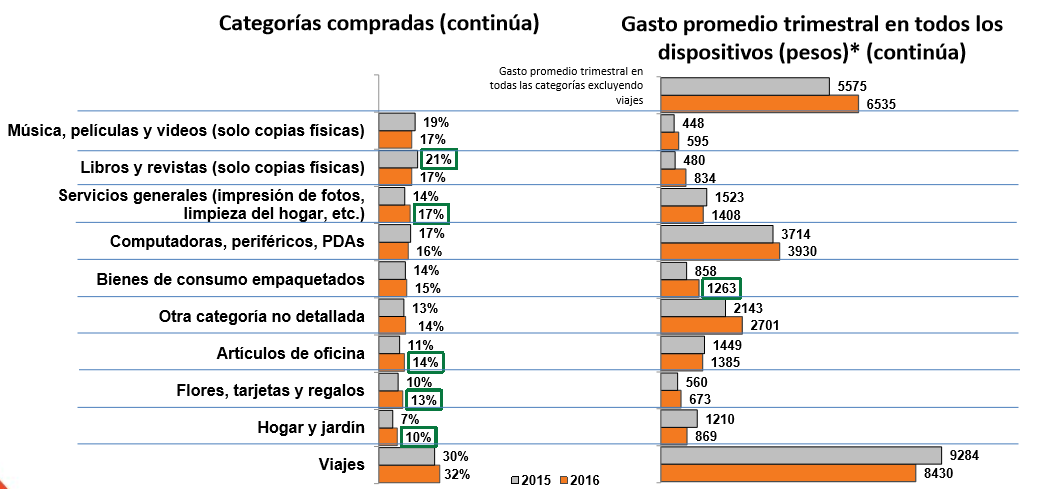 Categorías compradas (continúa)
Gasto promedio trimestral en todos los
dispositivos (pesos)* (continúa)
Gasto promedio trimestral en
todas las categorías excluyendo
viajes
5575
6535
Música, películas y videos (solo copias físicas)
19%
17%
448
595
Libros y revistas (solo copias físicas)
21%
17%
480
834
Servicios generales (impresión de fotos,
limpieza del hogar, etc.)
14%
17%
1523
1408
Computadoras, periféricos, PDAs
17%
16%
3714
3930
Bienes de consumo empaquetados
14%
15%
858
1263
Otra categoría no detallada
13%
14%
2143
2701
Artículos de oficina
11%
14%
1449
1385
Flores, tarjetas y regalos
10%
13%
560
673
Hogar y jardín
7%
10%
1210
869
Viajes
30%
32%
9284
8430
2015 2016